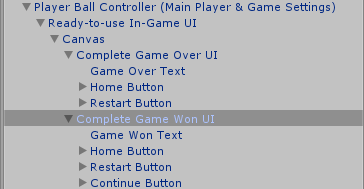 Player Ball Controller (Main Player & Game Settings)
Ready-to-use In-Game UI
Canvas
Complete Game Over UI
Game Over Text
Home Button
Restart Button
Complete Game Won UI
Game Won Text
Home Button
Restart Button
Continue Button